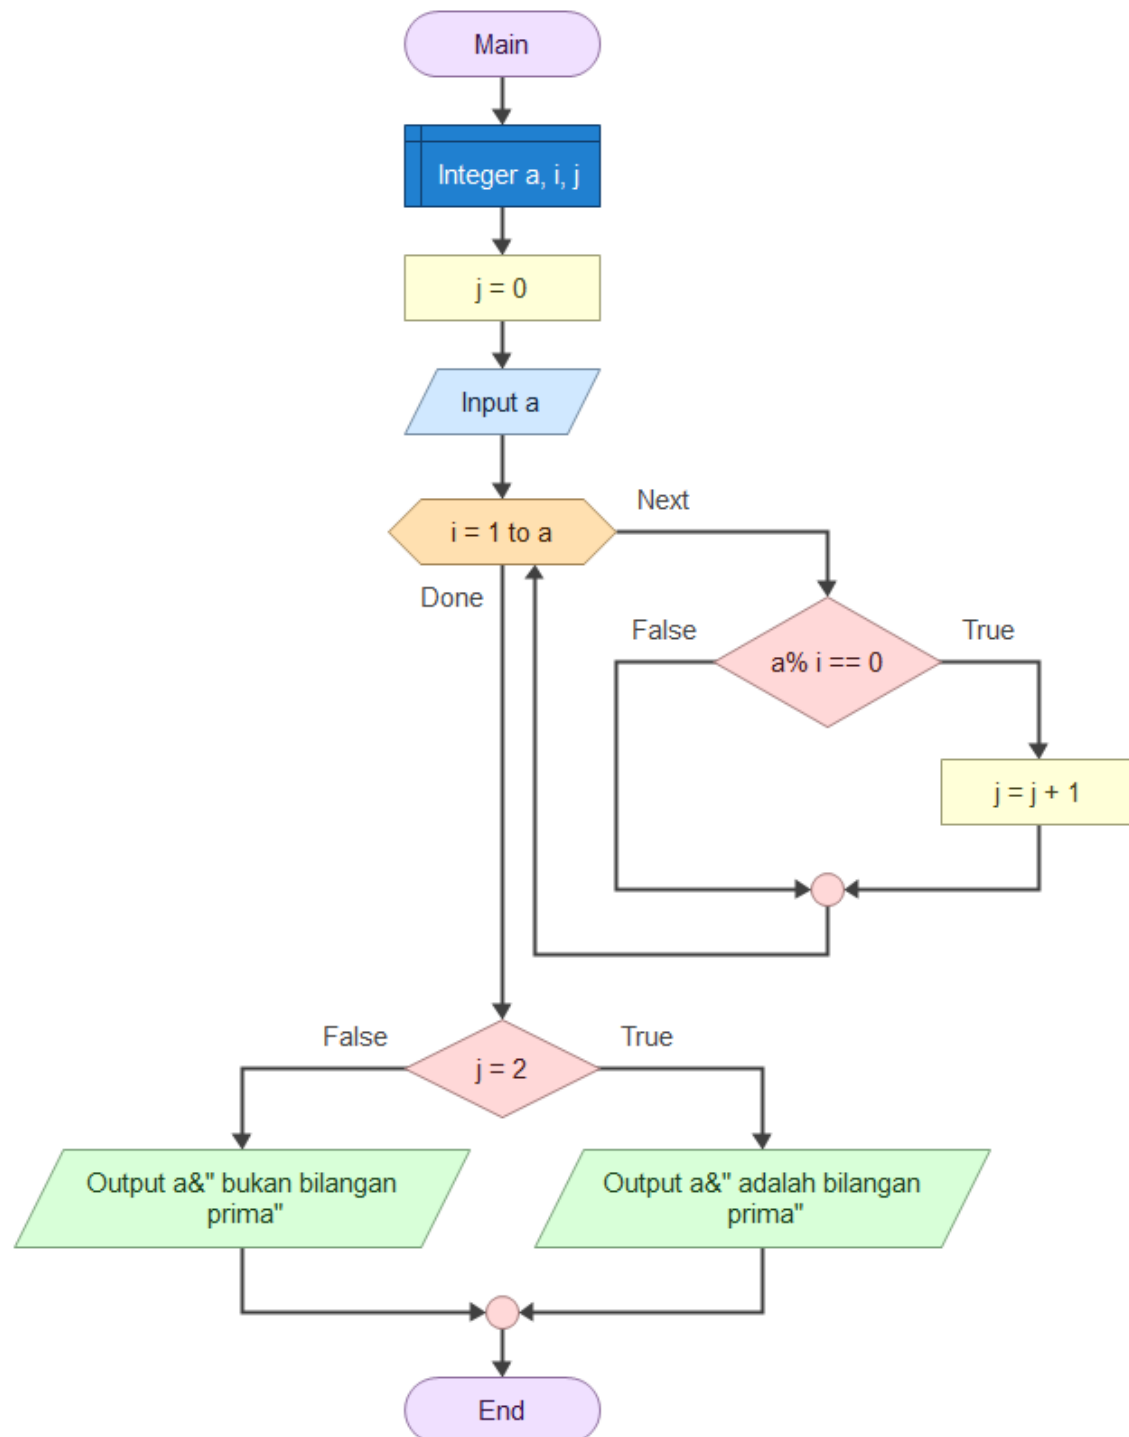 Main
Integer a, i, j
j = 0
Input a
i = 1 to a
Next
Done
False
a% i == 0
True
j = j + 1
False
j = 2
True
Output a&" bukan bilangan
prima"
Output a&" adalah bilangan
prima"
End